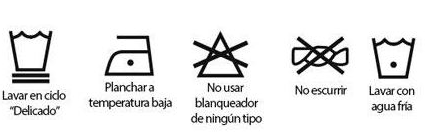 Lavar en ciclo
“Delicado”
Planchar a
temperatura baja
No usar
blanqueador
de ningún tipo
No escurrir
Lavar con
agua fría